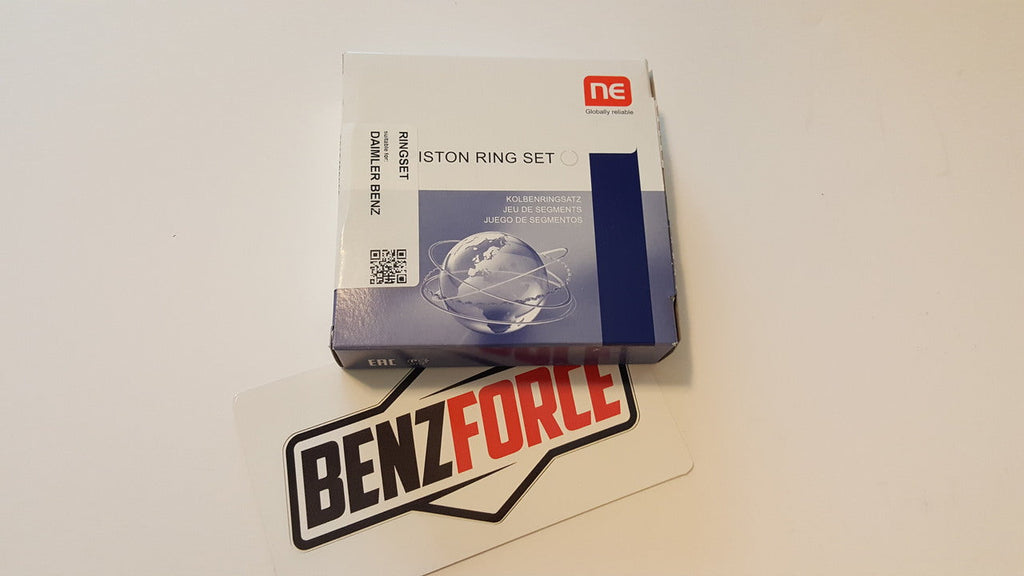 NE
Globally reliable
ISTON RING SET
KOLBENRINGSATZ
JEU DE SEGMENTS
JUEGO DE SEGMENTOS
RINGSET
suitable for:
DAIMLER BENZ
EAC
BENZFORCE